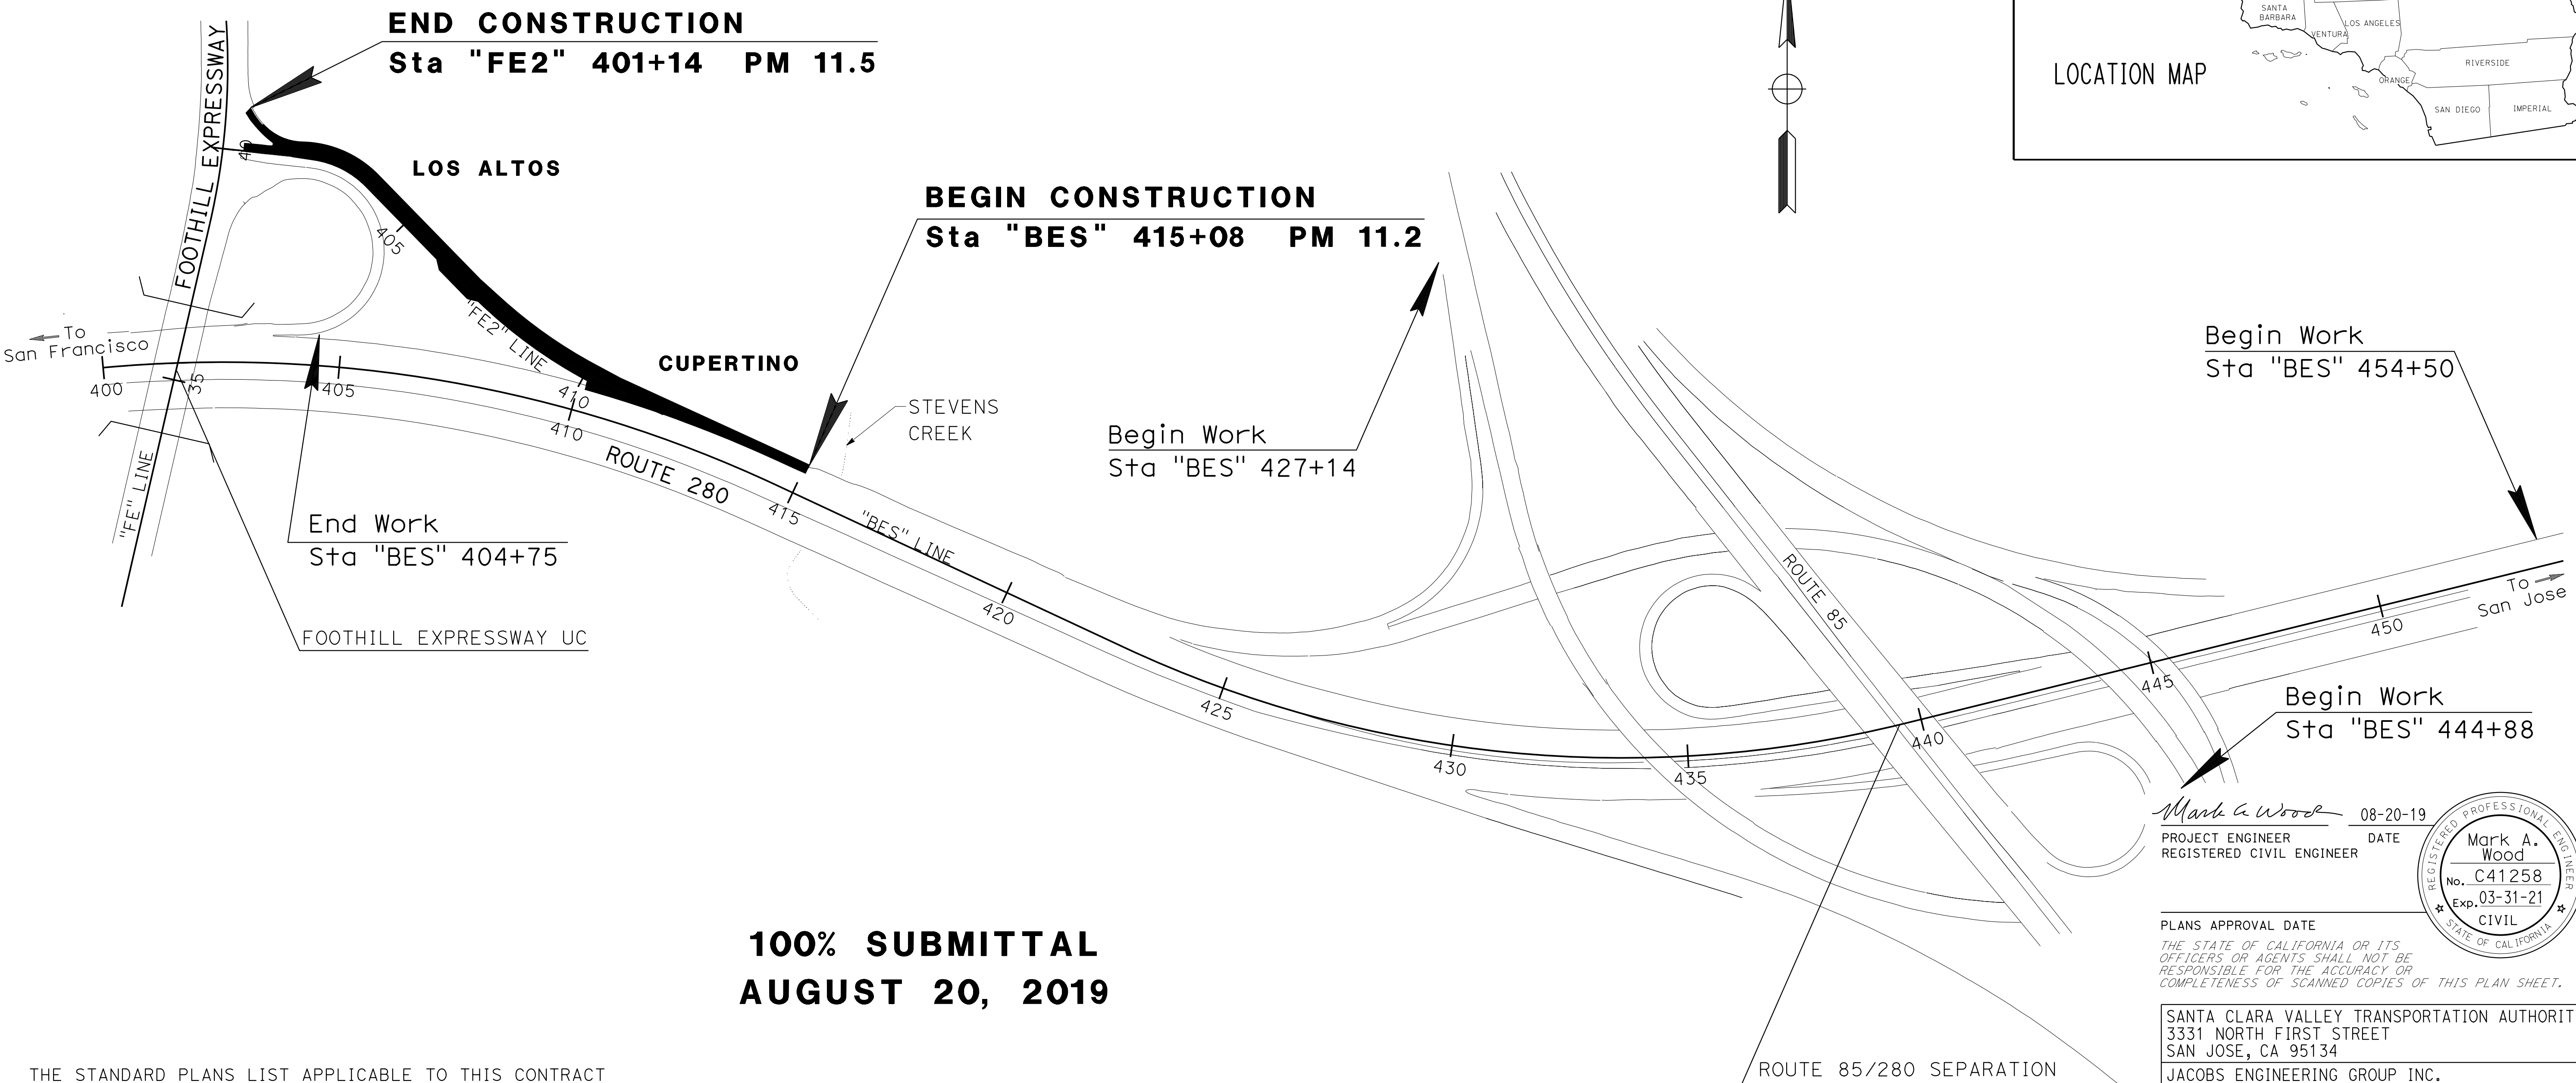 END CONSTRUCTION
Sta "FE2" 401+14 PM 11.5
FOOTHILL EXPRESSWAY
40
LOS ALTOS
405
BEGIN CONSTRUCTION
Sta "BES" 415+08 PM 11.2
LOCATION MAP
SANTA
BARBARA
VENTURA
LOS ANGELES
ORANGE
RIVERSIDE
SAN DIEGO
IMPERIAL
To
San Francisco
"FE2" LINE
CUPERTINO
400
35
405
410
410
STEVENS
CREEK
Begin Work
Sta "BES" 427+14
Begin Work
Sta "BES" 454+50
"FE" LINE
ROUTE 280
415
"BES" LINE
End Work
Sta "BES" 404+75
FOOTHILL EXPRESSWAY UC
420
425
430
435
ROUTE 85
440
445
450
To
San Jose
Begin Work
Sta "BES" 444+88
Mark A Wood
08-20-19
PROJECT ENGINEER DATE
REGISTERED CIVIL ENGINEER
REGISTERED PROFESSIONAL ENGINEER
Mark A.
Wood
No. C41258
Exp. 03-31-21
CIVIL
STATE OF CALIFORNIA
PLANS APPROVAL DATE
THE STATE OF CALIFORNIA OR ITS
OFFICERS OR AGENTS SHALL NOT BE
RESPONSIBLE FOR THE ACCURACY OR
COMPLETENESS OF SCANNED COPIES OF THIS PLAN SHEET.
100% SUBMITTAL
AUGUST 20, 2019
SANTA CLARA VALLEY TRANSPORTATION AUTHORIT
3331 NORTH FIRST STREET
SAN JOSE, CA 95134
JACOBS ENGINEERING GROUP INC.
ROUTE 85/280 SEPARATION
THE STANDARD PLANS LIST APPLICABLE TO THIS CONTRACT